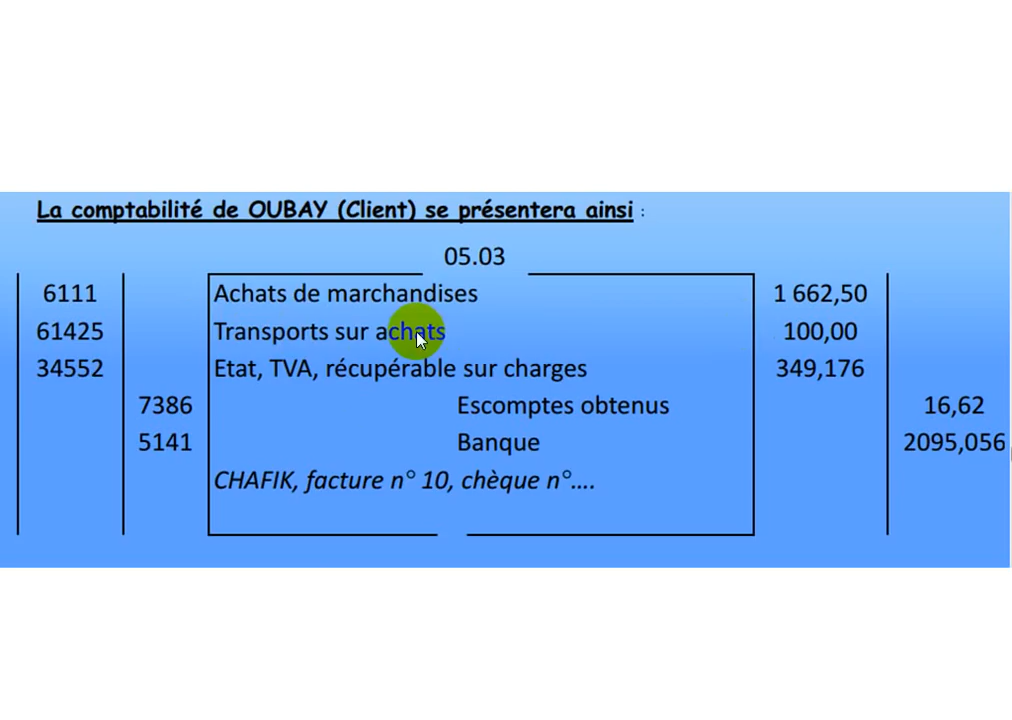 La comptabilité de OUBAY (Client) se présentera ainsi :
05.03
6111 Achats de marchandises 1 662,50
61425 Transports sur achats 100,00
34552 Etat, TVA, récupérable sur charges 349,176
7386 Escomptes obtenus 16,62
5141 Banque 2095,056
CHAFIK, facture n° 10, chèque n°....